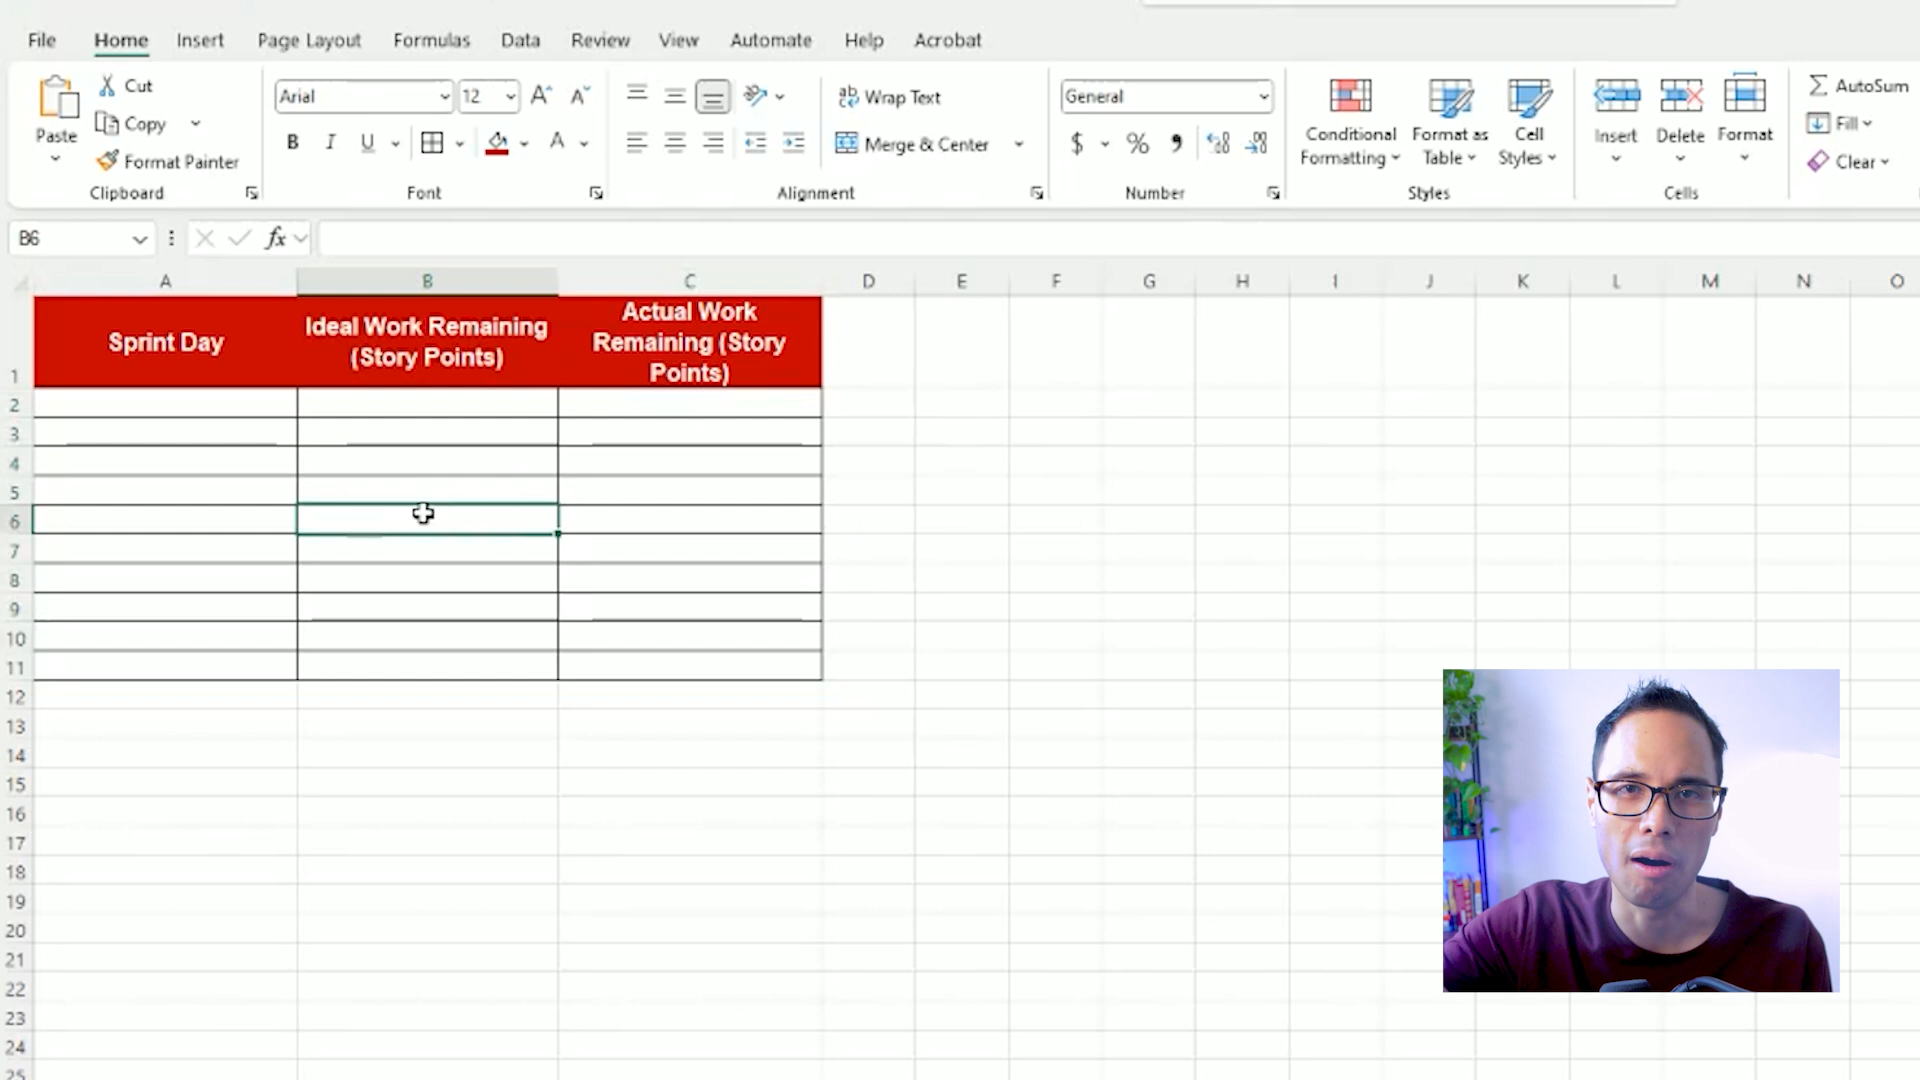 File Home Insert Page Layout Formulas Data Review View Automate Help Acrobat
Paste
Cut
Copy
Format Painter
Clipboard
Arial 12
B I U
Font
Wrap Text
Merge & Center
Alignment
General
$ %
Number
Conditional
Formatting
Format as
Table
Cell
Styles
Styles
Insert Delete Format
Cells
AutoSum
Fill
Clear
B6
fx
A B C D E F G H I J K L M N O
Sprint Day
Ideal Work Remaining
(Story Points)
Actual Work
Remaining (Story
Points)
1
2
3
4
5
6
7
8
9
10
11
12
13
14
15
16
17
18
19
20
21
22
23
24
25